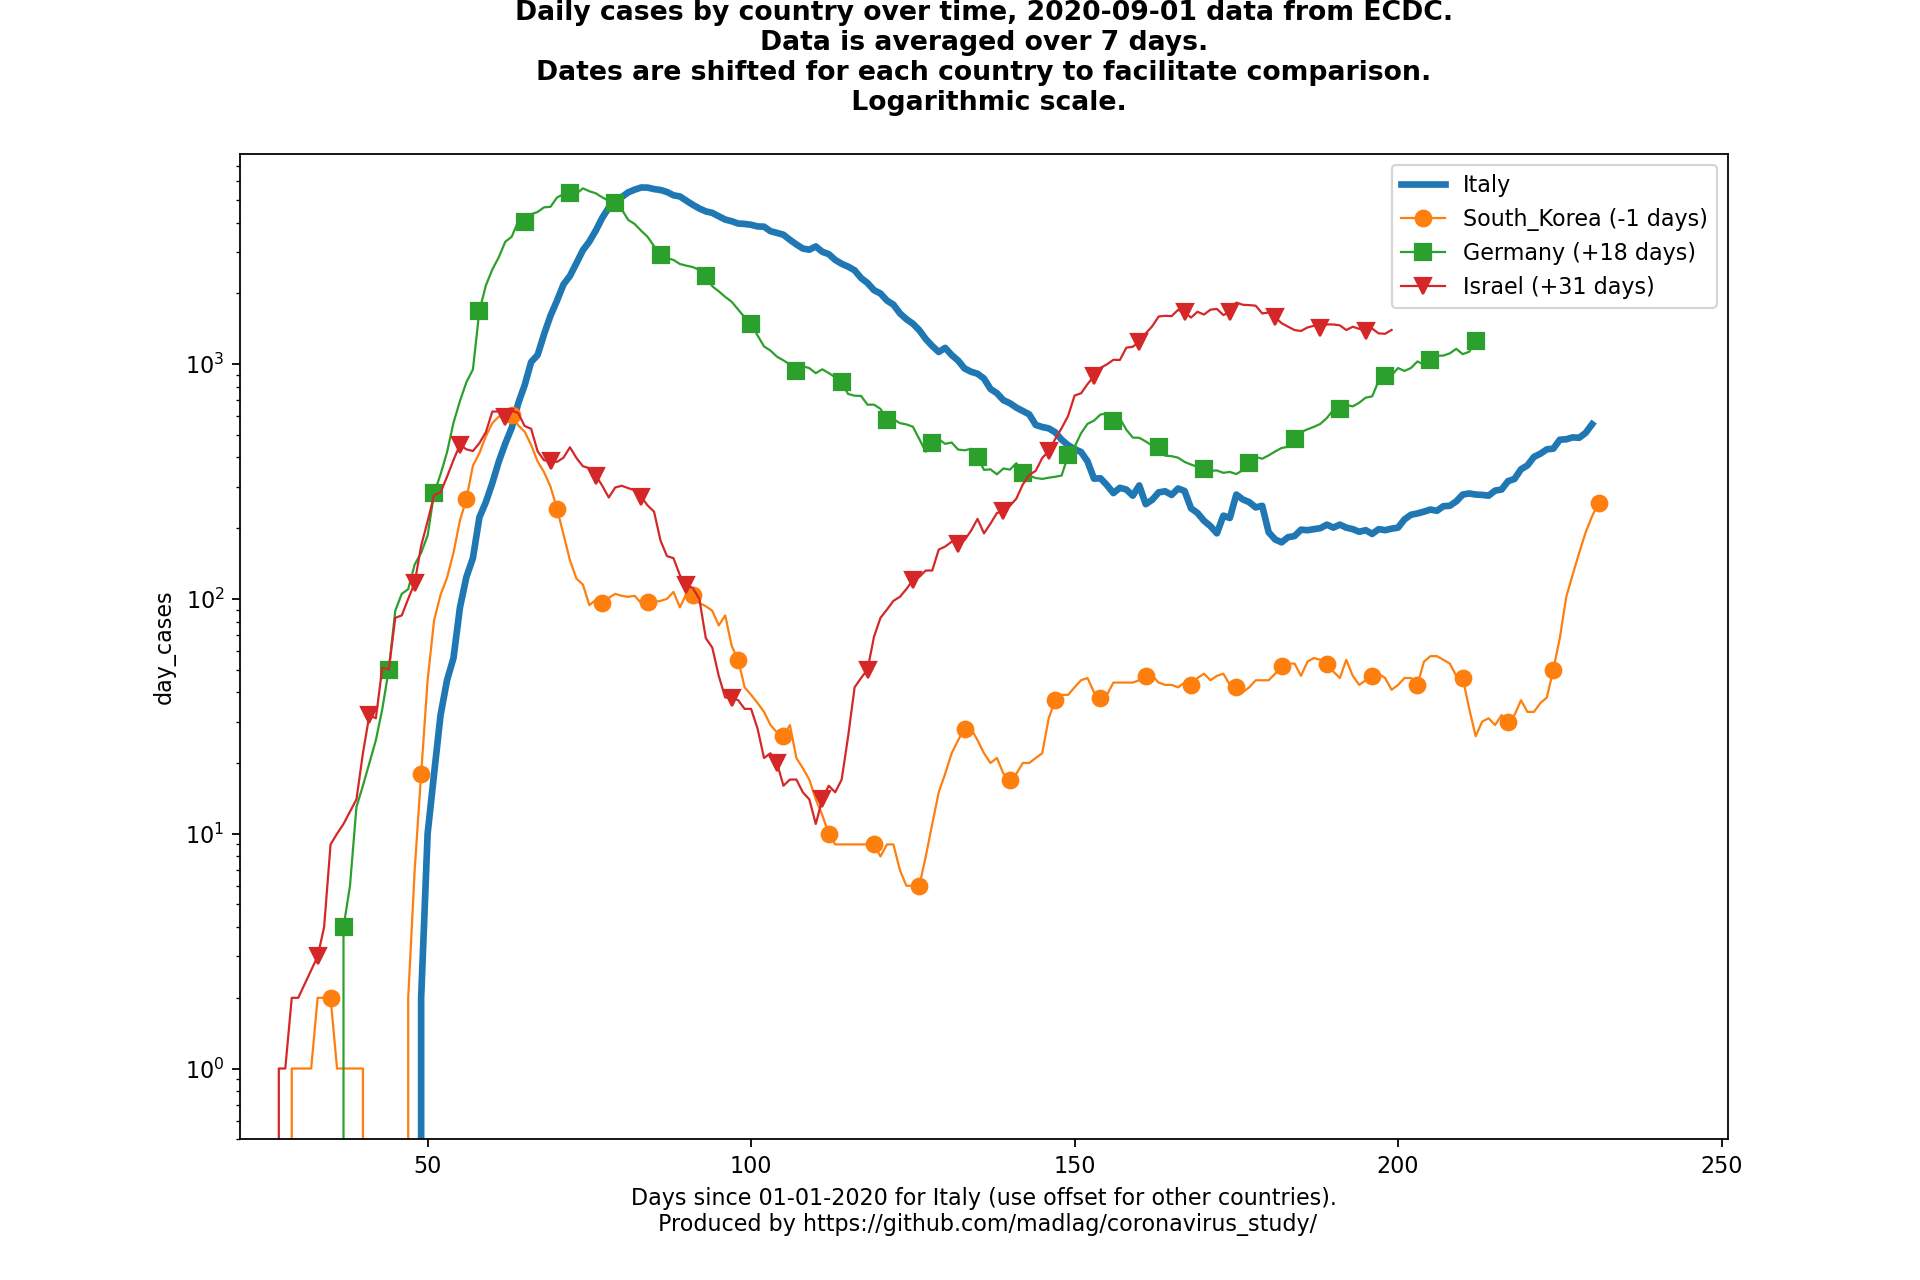 Daily cases by country over time, 2020-09-01 data from ECDC.
Data is averaged over 7 days.
Dates are shifted for each country to facilitate comparison.
Logarithmic scale.
Italy
South_Korea (-1 days)
Germany (+18 days)
Israel (+31 days)
day_cases
10³
10²
10¹
10⁰
50 100 150 200 250
Days since 01-01-2020 for Italy (use offset for other countries).
Produced by https://github.com/madlag/coronavirus_study/